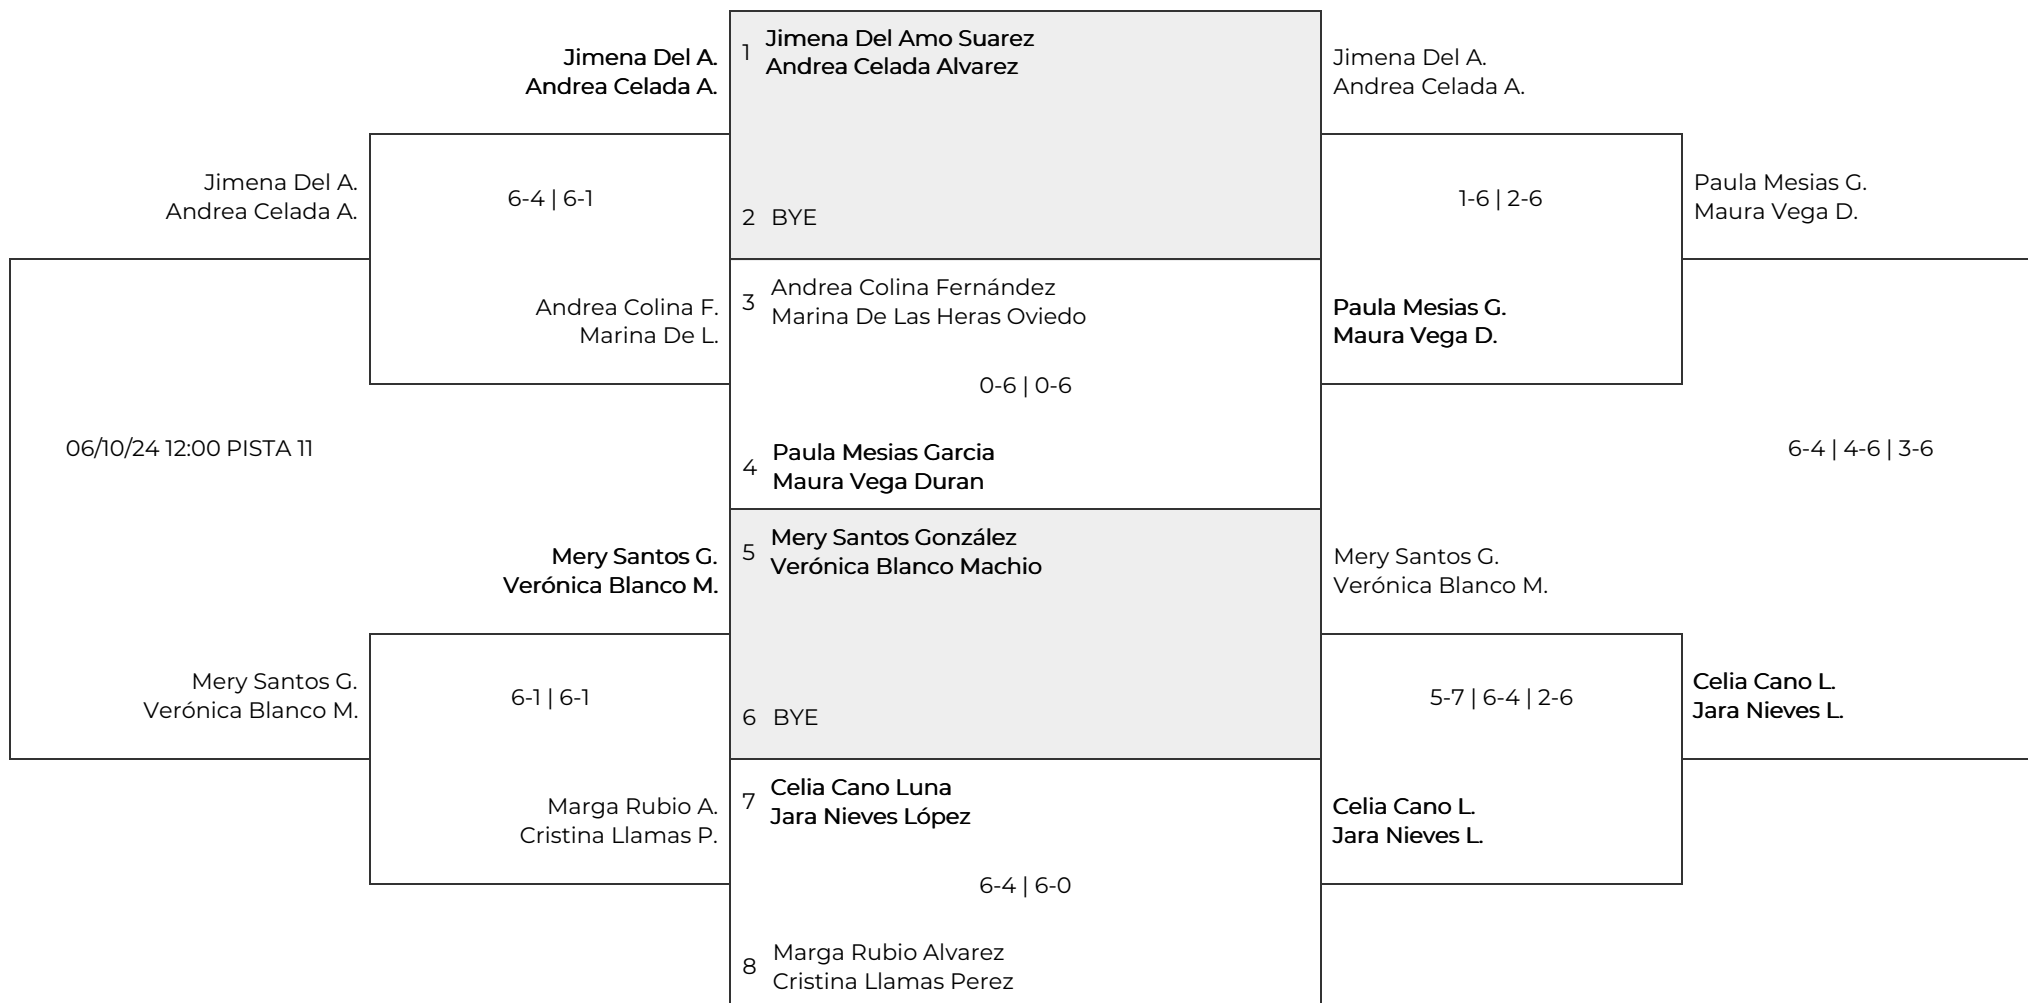 Jimena Del A.
Andrea Celada A.
Jimena Del A.
Andrea Celada A.
6-4 | 6-1
Andrea Colina F.
Marina De L.
06/10/24 12:00 PISTA 11
Mery Santos G.
Verónica Blanco M.
Mery Santos G.
Verónica Blanco M.
6-1 | 6-1
Marga Rubio A.
Cristina Llamas P.
1 Jimena Del Amo Suarez
Andrea Celada Alvarez
2 BYE
3 Andrea Colina Fernández
Marina De Las Heras Oviedo
0-6 | 0-6
4 Paula Mesias Garcia
Maura Vega Duran
5 Mery Santos González
Verónica Blanco Machio
6 BYE
7 Celia Cano Luna
Jara Nieves López
6-4 | 6-0
8 Marga Rubio Alvarez
Cristina Llamas Perez
Jimena Del A.
Andrea Celada A.
1-6 | 2-6
Paula Mesias G.
Maura Vega D.
Paula Mesias G.
Maura Vega D.
6-4 | 4-6 | 3-6
Mery Santos G.
Verónica Blanco M.
5-7 | 6-4 | 2-6
Celia Cano L.
Jara Nieves L.
Celia Cano L.
Jara Nieves L.